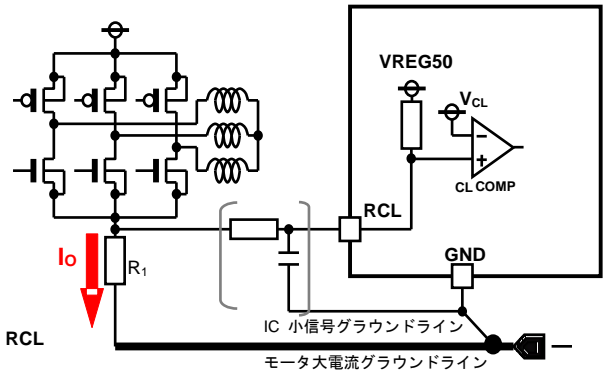 VREG50
VCL
CL COMP
RCL
GND
IO
R1
IC 小信号グラウンドライン
RCL
モータ大電流グラウンドライン